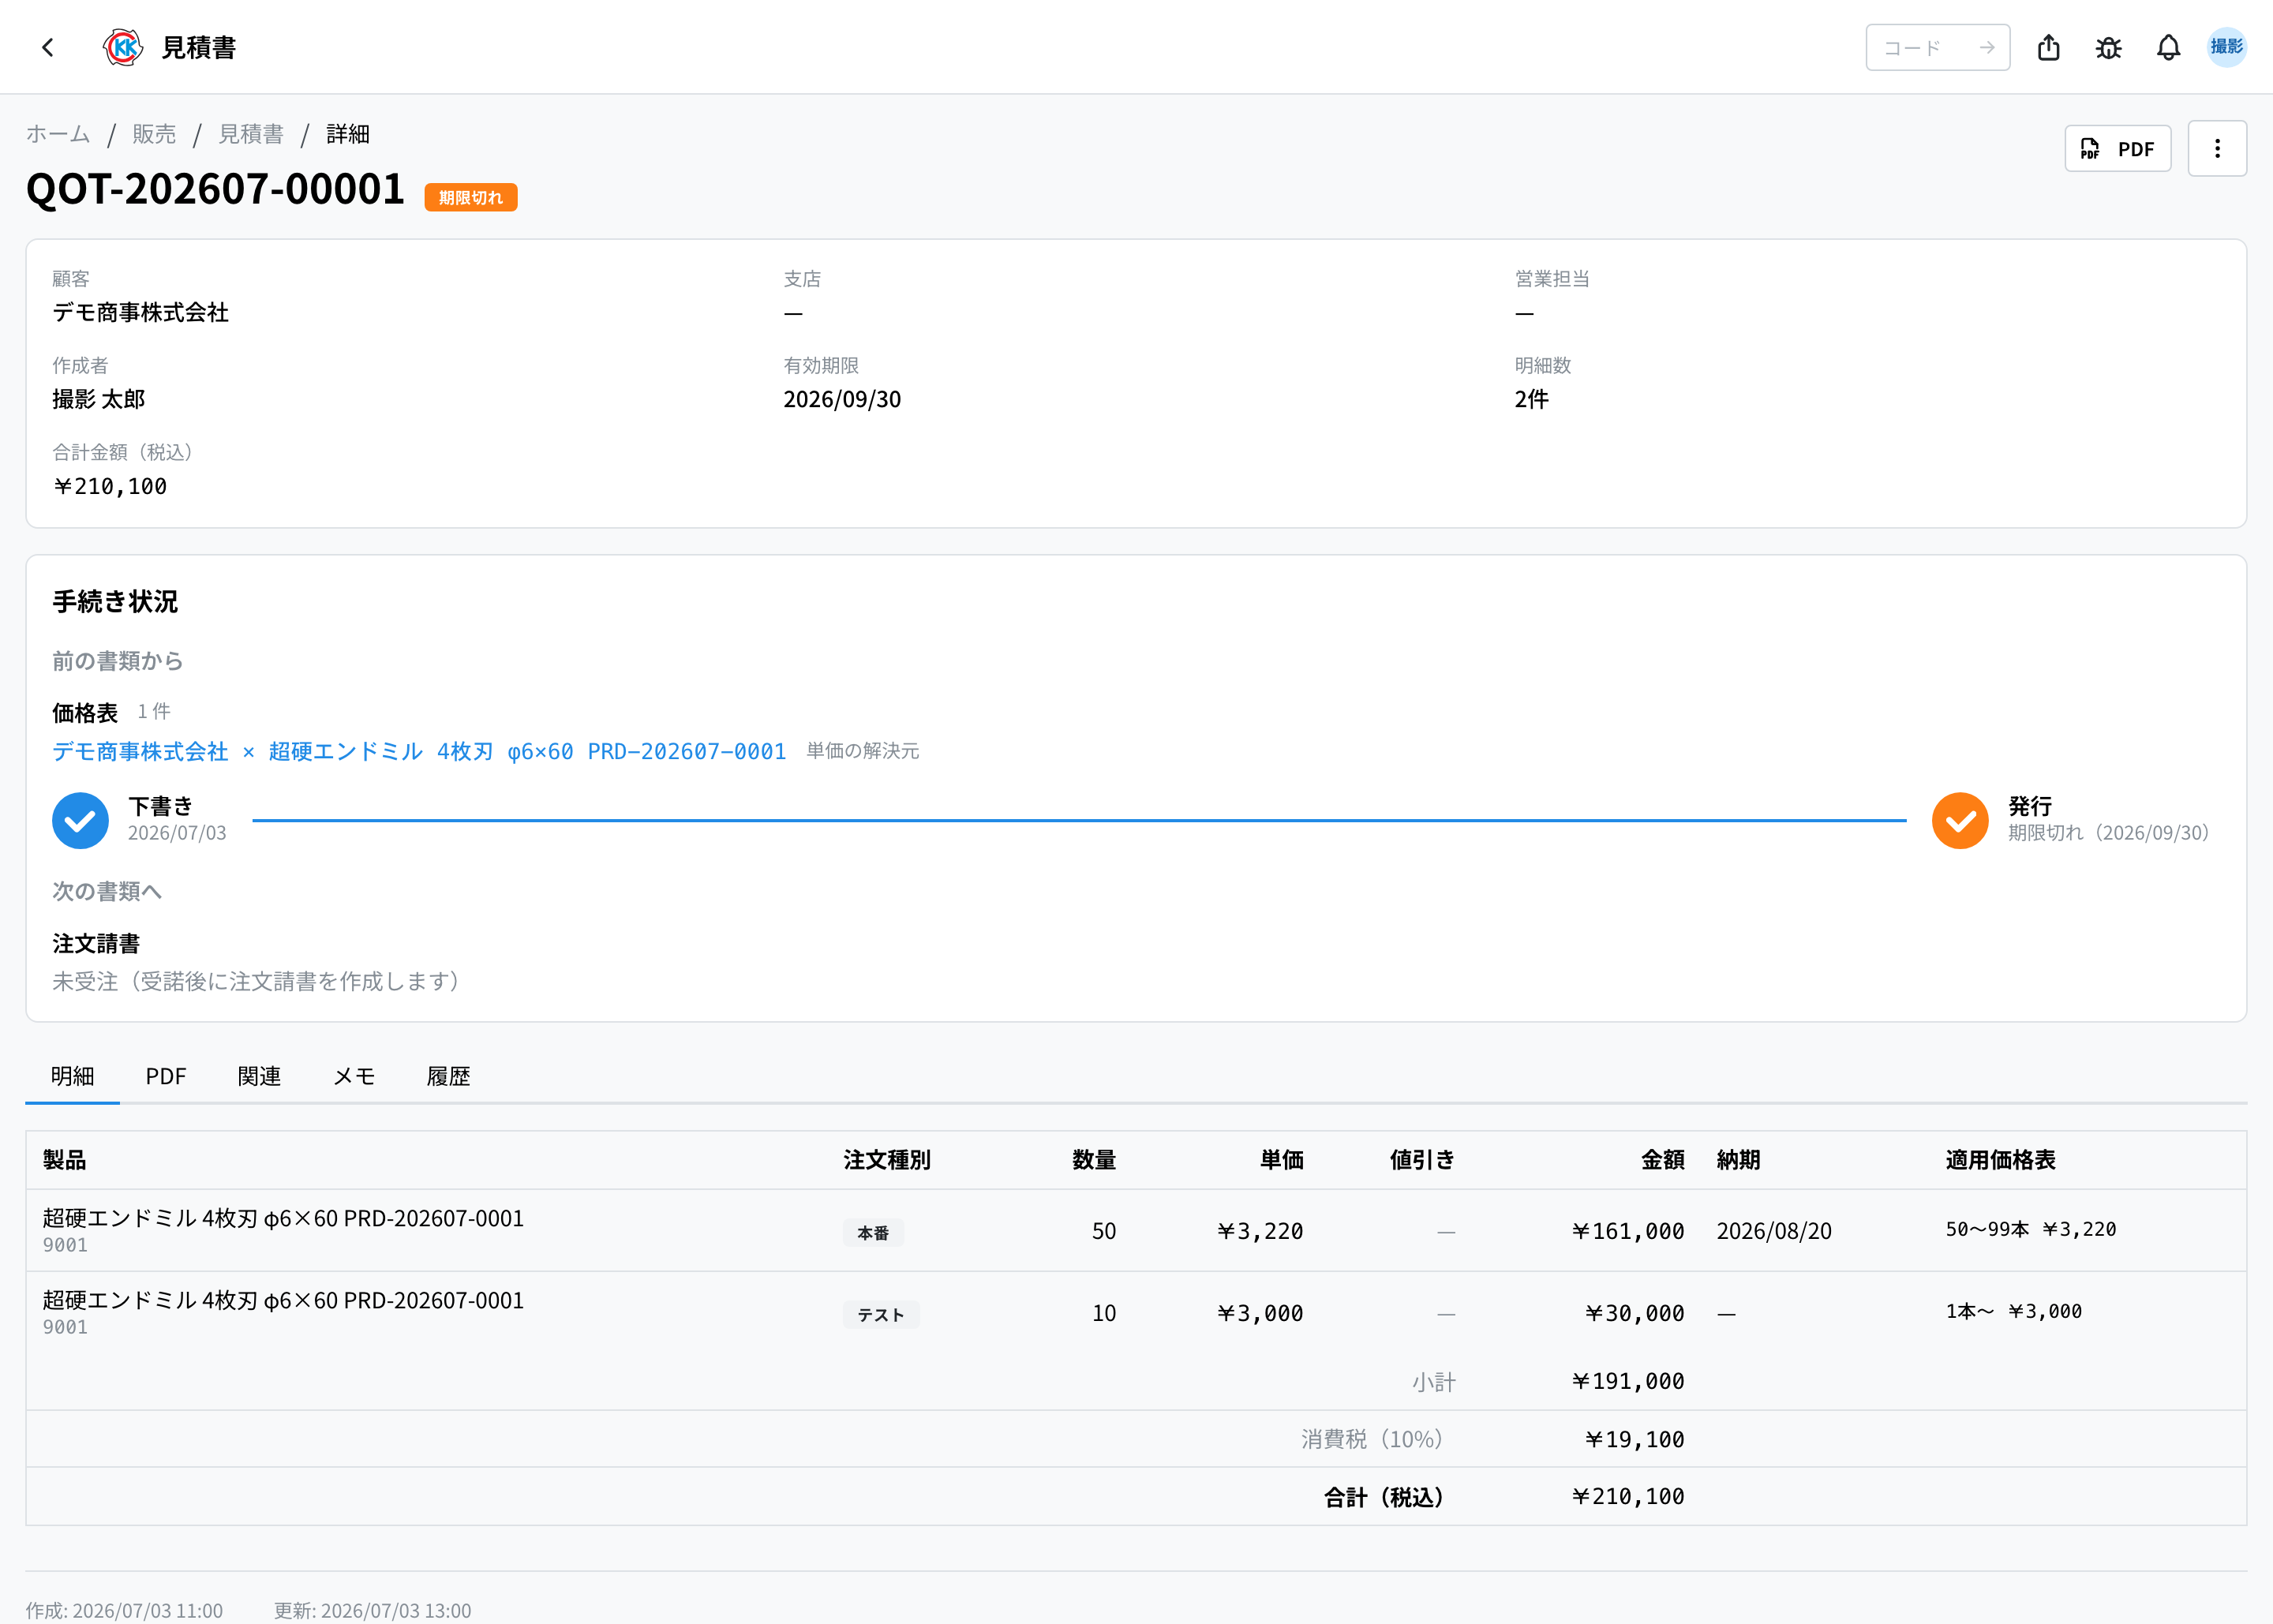 CKK 見積書
コード →
撮影
ホーム / 販売 / 見積書 / 詳細
PDF PDF
QOT-202607-00001 期限切れ
顧客 支店 営業担当
デモ商事株式会社 — —
作成者 有効期限 明細数
撮影 太郎 2026/09/30 2件
合計金額（税込）
¥210,100
手続き状況
前の書類から
価格表 1 件
デモ商事株式会社 × 超硬エンドミル 4枚刃 φ6×60 PRD-202607-0001 単価の解決元
下書き 発行
2026/07/03 期限切れ（2026/09/30）
次の書類へ
注文請書
未受注（受諾後に注文請書を作成します）
明細 PDF 関連 メモ 履歴
製品 注文種別 数量 単価 値引き 金額 納期 適用価格表
超硬エンドミル 4枚刃 φ6×60 PRD-202607-0001 本番 50 ¥3,220 — ¥161,000 2026/08/20 50〜99本 ¥3,220
9001
超硬エンドミル 4枚刃 φ6×60 PRD-202607-0001 テスト 10 ¥3,000 — ¥30,000 — 1本〜 ¥3,000
9001
小計 ¥191,000
消費税（10%） ¥19,100
合計（税込） ¥210,100
作成: 2026/07/03 11:00 更新: 2026/07/03 13:00